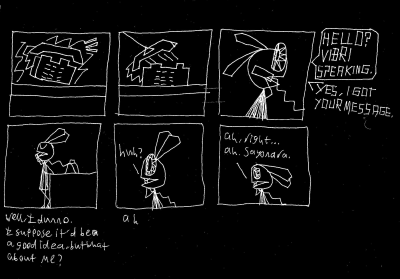 HELLO?
VIBRI
SPEAKING.
YES, I GOT
YOUR MESSAGE.
huh?
ah, right...
ah. Sayonara.
Well, I dunno.
I suppose it'd be a
a good idea, but what
about me?
ah